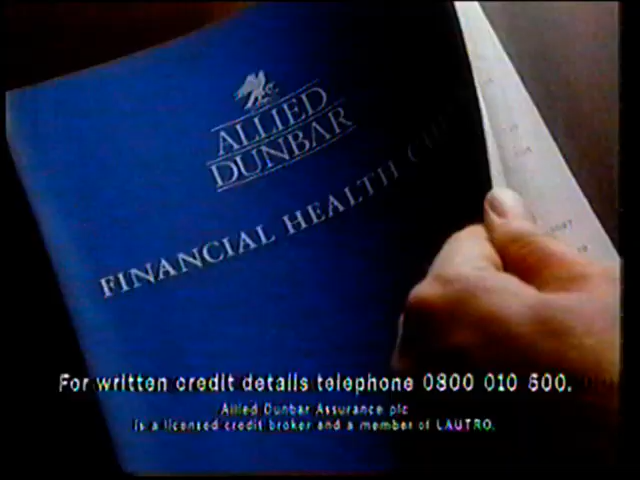 ALLIED
DUNBAR
FINANCIAL HEALTH
For written credit details telephone 0800 010 500.
Allied Dunbar Assurance plc
is a licensed credit broker and a member of LAUTRO.